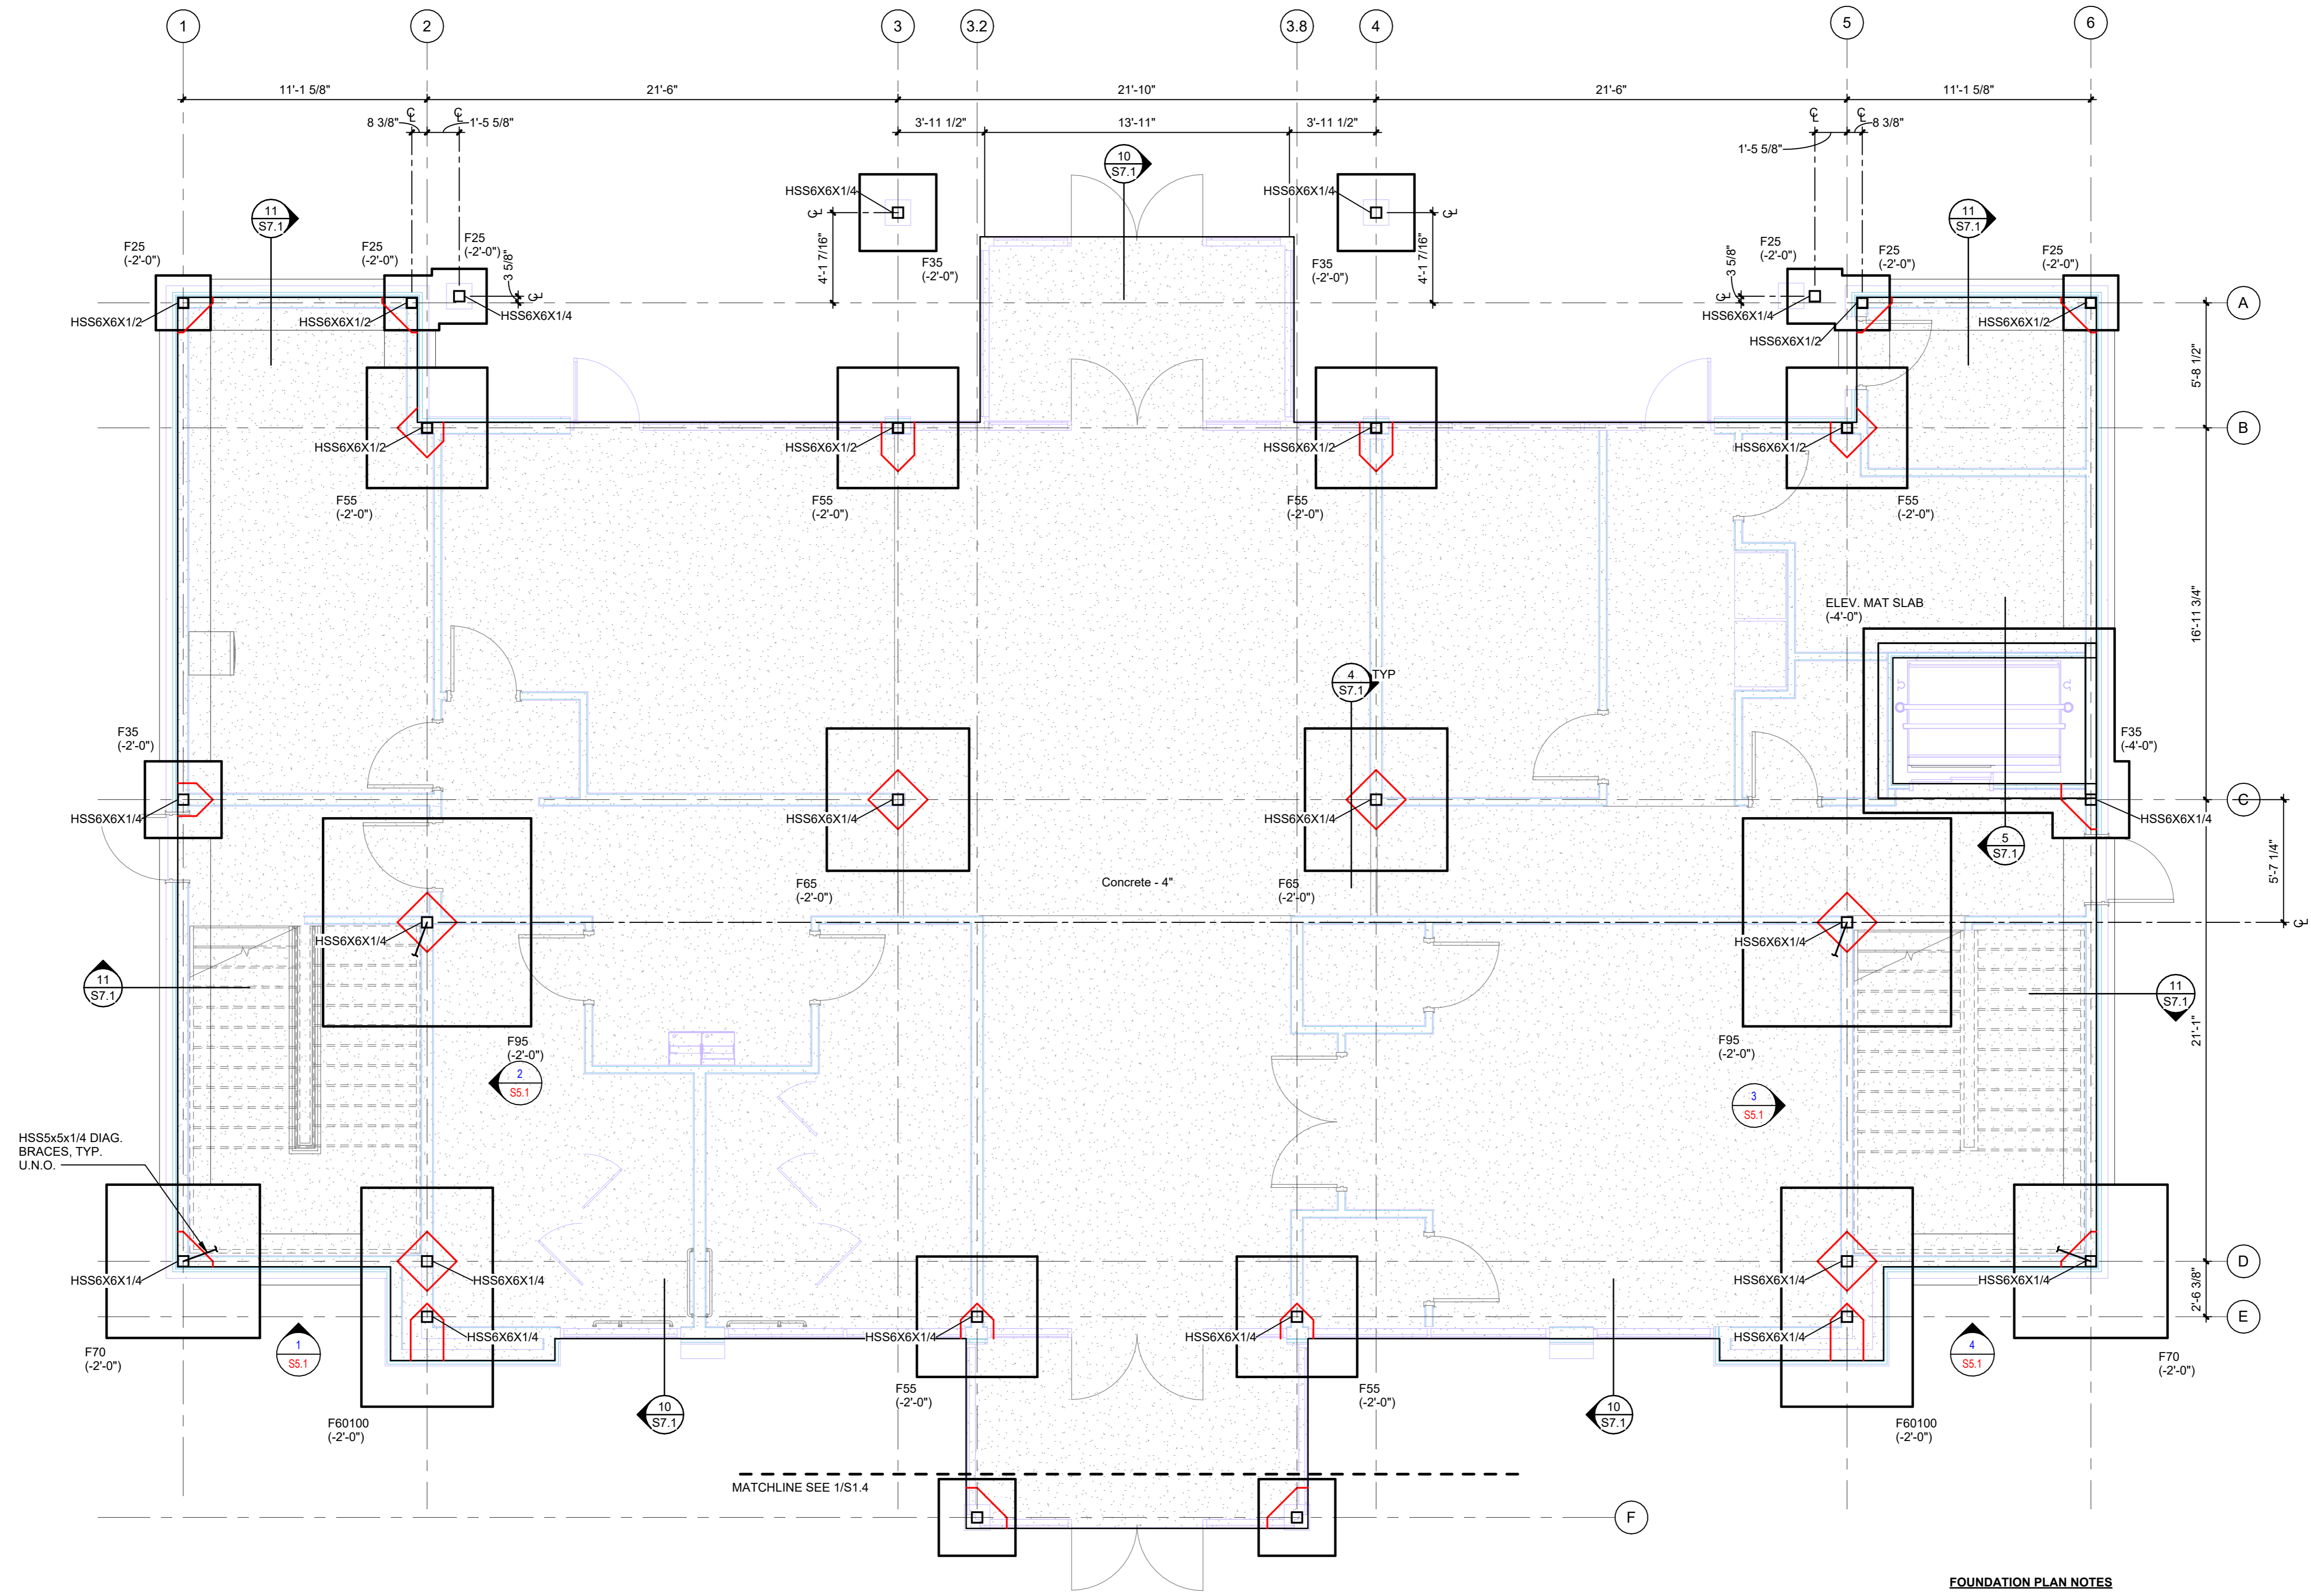 1
2
3
3.2
3.8
4
5
6
11'-1 5/8"
21'-6"
21'-10"
21'-6"
11'-1 5/8"
8 3/8"
1'-5 5/8"
3'-11 1/2"
13'-11"
3'-11 1/2"
1'-5 5/8"
8 3/8"
10
S7.1
HSS6X6X1/4
HSS6X6X1/4
11
S7.1
11
S7.1
4'-1 7/16"
4'-1 7/16"
F25
(-2'-0")
F25
(-2'-0")
F25
(-2'-0")
3 5/8"
F35
(-2'-0")
F35
(-2'-0")
3 5/8"
F25
(-2'-0")
F25
(-2'-0")
F25
(-2'-0")
A
HSS6X6X1/2
HSS6X6X1/2
HSS6X6X1/4
HSS6X6X1/4
HSS6X6X1/2
HSS6X6X1/2
5'-8 1/2"
B
HSS6X6X1/2
HSS6X6X1/2
HSS6X6X1/2
HSS6X6X1/2
F55
(-2'-0")
F55
(-2'-0")
F55
(-2'-0")
F55
(-2'-0")
ELEV. MAT SLAB
(-4'-0")
16'-11 3/4"
4
S7.1
TYP
F35
(-2'-0")
F35
(-4'-0")
C
HSS6X6X1/4
HSS6X6X1/4
HSS6X6X1/4
HSS6X6X1/4
5
S7.1
5'-7 1/4"
F65
(-2'-0")
Concrete - 4"
F65
(-2'-0")
HSS6X6X1/4
HSS6X6X1/4
11
S7.1
11
S7.1
21'-1"
F95
(-2'-0")
2
S5.1
F95
(-2'-0")
3
S5.1
HSS5x5x1/4 DIAG.
BRACES, TYP.
U.N.O.
D
HSS6X6X1/4
HSS6X6X1/4
HSS6X6X1/4
HSS6X6X1/4
2'-6 3/8"
E
HSS6X6X1/4
HSS6X6X1/4
HSS6X6X1/4
HSS6X6X1/4
F70
(-2'-0")
1
S5.1
4
S5.1
F70
(-2'-0")
F55
(-2'-0")
F55
(-2'-0")
F60100
(-2'-0")
10
S7.1
10
S7.1
F60100
(-2'-0")
MATCHLINE SEE 1/S1.4
F
FOUNDATION PLAN NOTES